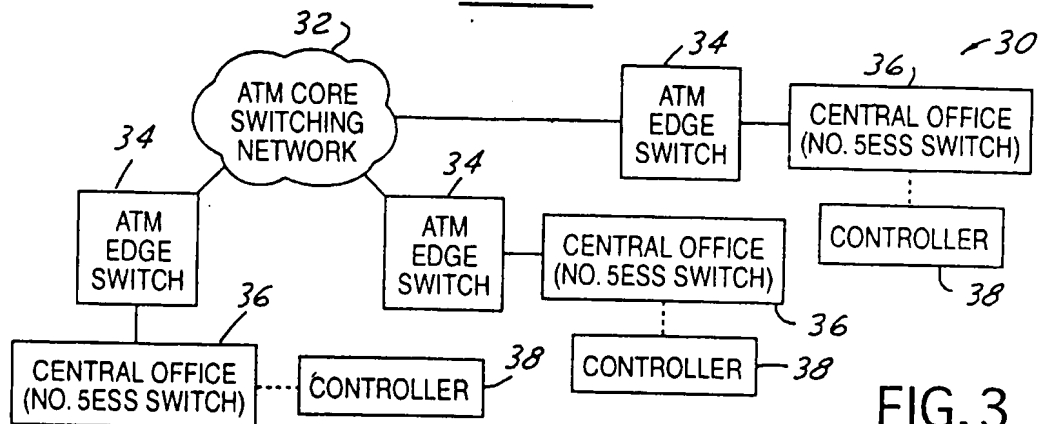 32
34
36
30
ATM CORE
SWITCHING
NETWORK
ATM
EDGE
SWITCH
CENTRAL OFFICE
(NO. 5ESS SWITCH)
34
34
ATM
EDGE
SWITCH
ATM
EDGE
SWITCH
CONTROLLER
38
CENTRAL OFFICE
(NO. 5ESS SWITCH)
36
36
CENTRAL OFFICE
(NO. 5ESS SWITCH)
CONTROLLER
38
CONTROLLER
38
FIG. 3